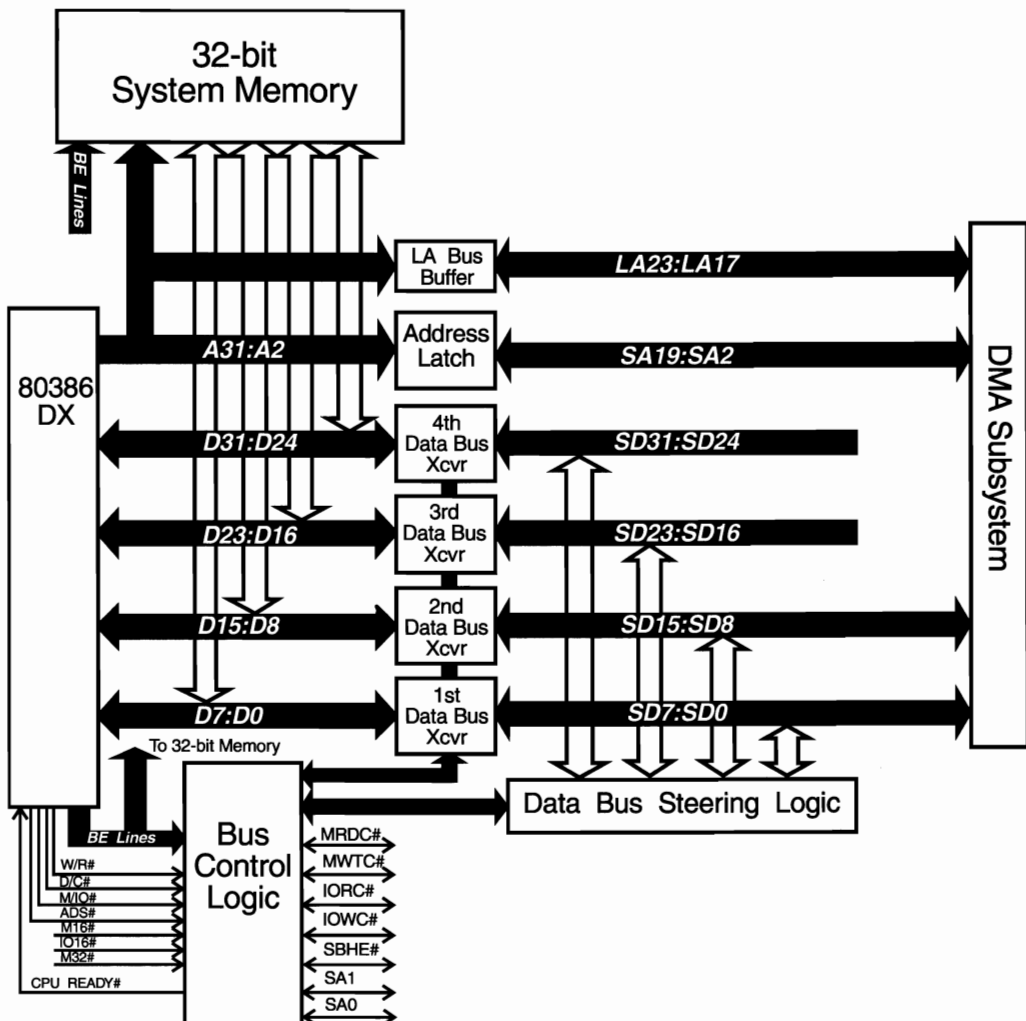 32-bit
System Memory
BE Lines
LA Bus
Buffer
LA23:LA17
80386
DX
A31:A2
Address
Latch
SA19:SA2
DMA Subsystem
D31:D24
4th
Data Bus
Xcvr
SD31:SD24
D23:D16
3rd
Data Bus
Xcvr
SD23:SD16
D15:D8
2nd
Data Bus
Xcvr
SD15:SD8
D7:D0
1st
Data Bus
Xcvr
SD7:SD0
To 32-bit Memory
Data Bus Steering Logic
BE Lines
Bus
Control
Logic
W/R#
D/C#
M/IO#
ADS#
M16#
IO16#
M32#
CPU READY#
MRDC#
MWTC#
IORC#
IOWC#
SBHE#
SA1
SA0